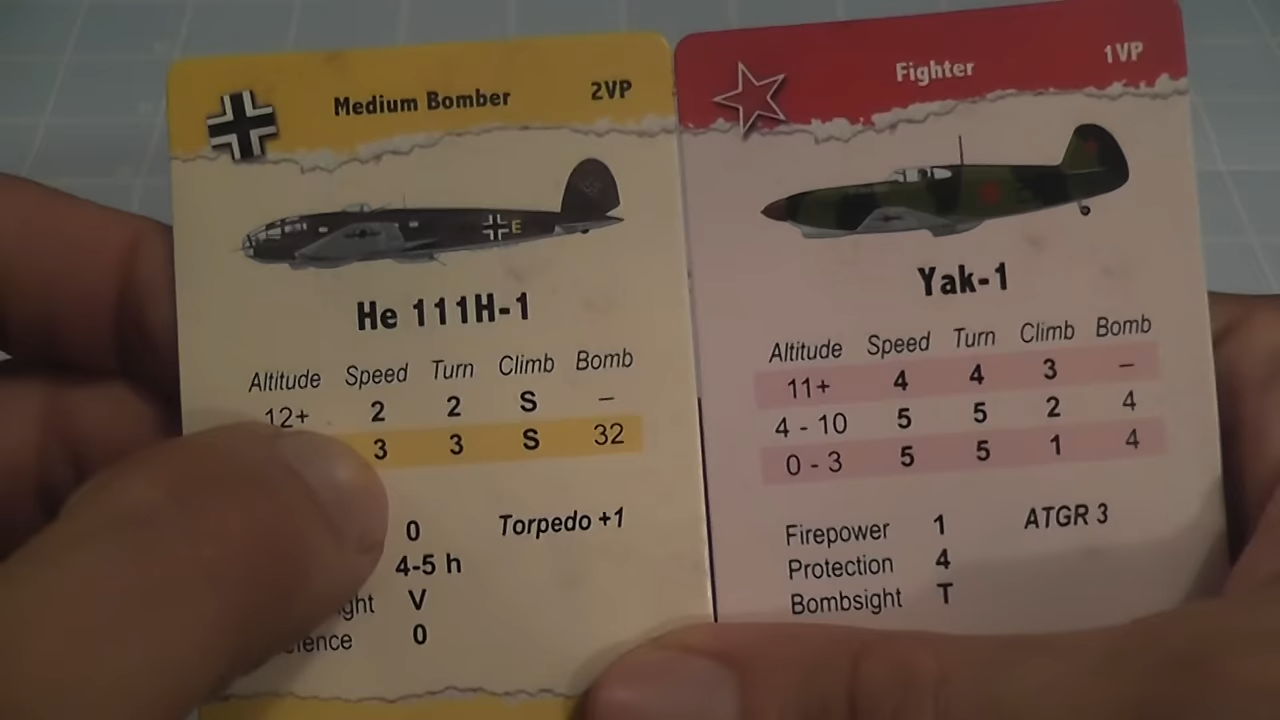 Medium Bomber 2VP
E
He 111H-1
Altitude Speed Turn Climb Bomb
12+ 2 2 S –
3 3 S 32
0 Torpedo +1
4-5 h
V
0
Fighter 1VP
Yak-1
Altitude Speed Turn Climb Bomb
11+ 4 4 3 –
4 - 10 5 5 2 4
0 - 3 5 5 1 4
Firepower 1 ATGR 3
Protection 4
Bombsight T